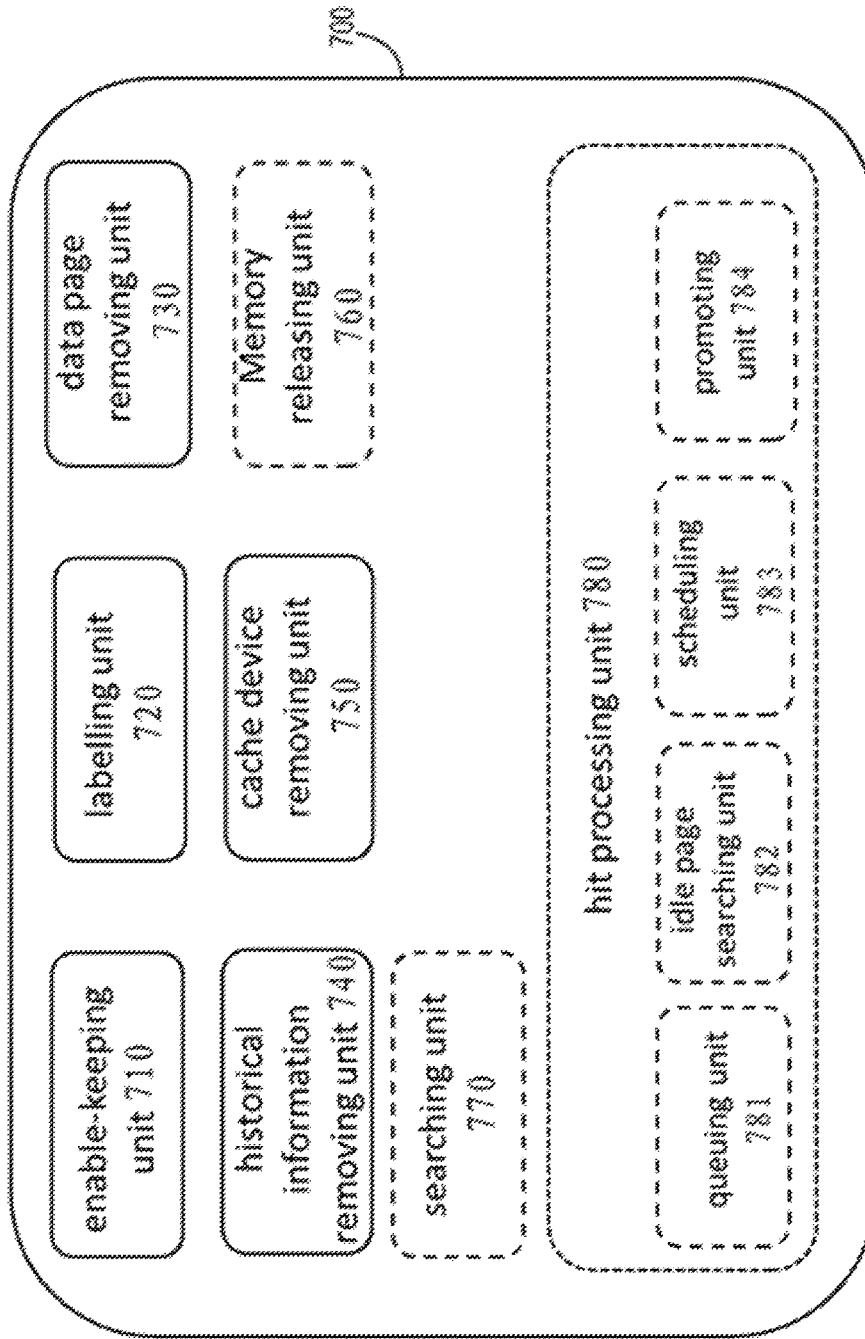 700
enable-keeping
unit 710
labelling unit
720
data page
removing unit
730
historical
information
removing unit 740
cache device
removing unit
750
Memory
releasing unit
760
searching unit
770
hit processing unit 780
queuing unit
781
idle page
searching unit
782
scheduling
unit
783
promoting
unit 784